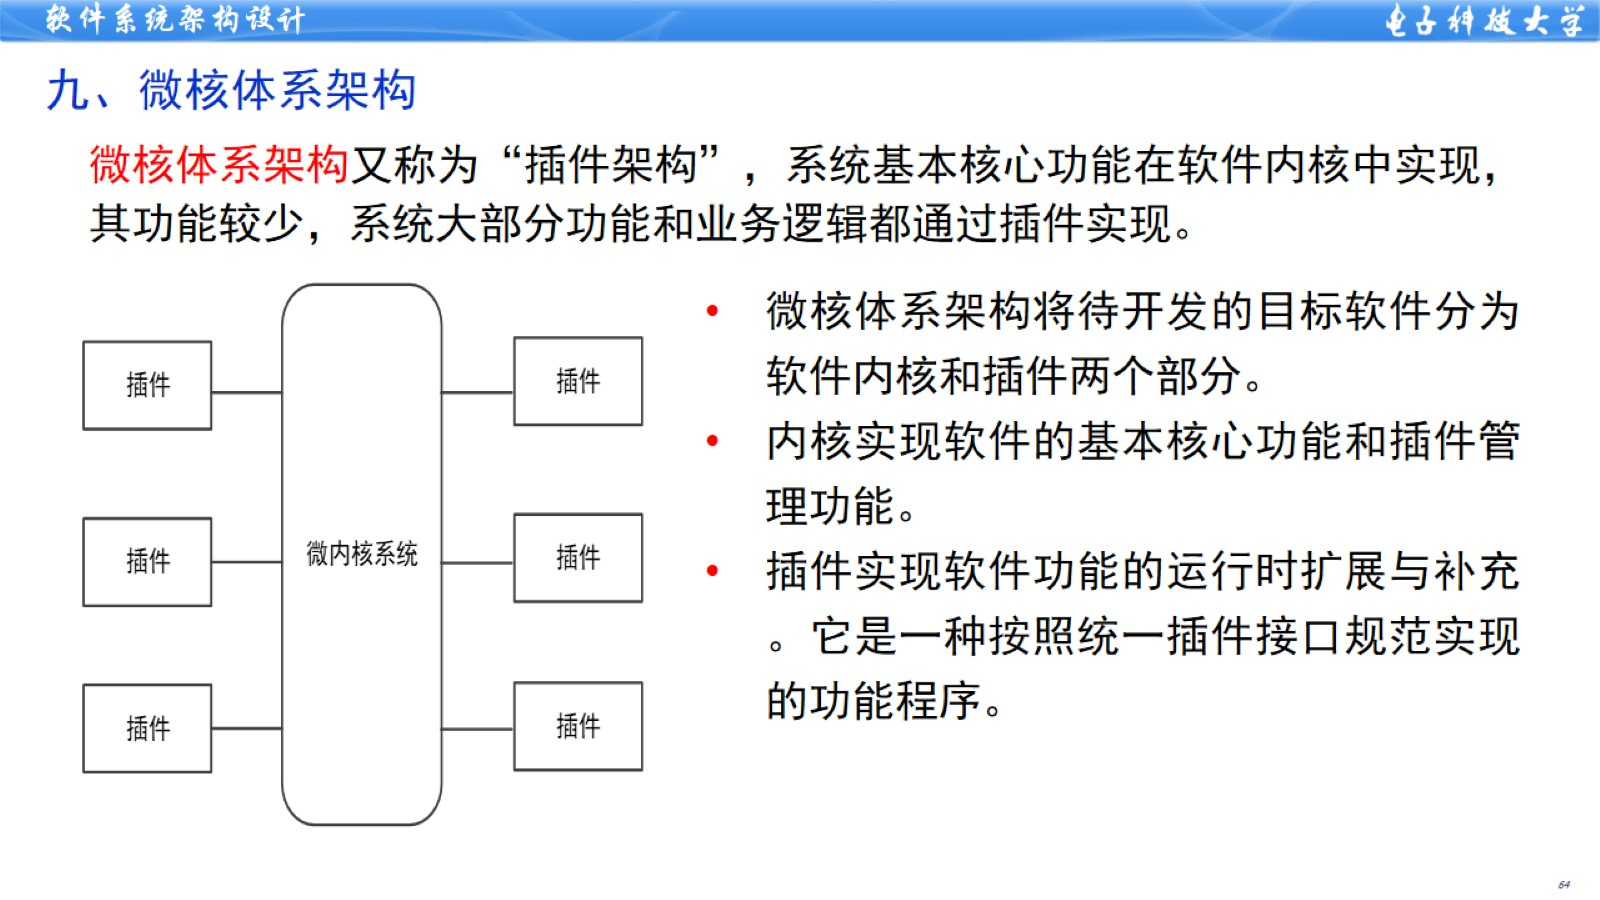 软件系统架构设计
电子科技大学
九、微核体系架构
微核体系架构又称为“插件架构”，系统基本核心功能在软件内核中实现，
其功能较少，系统大部分功能和业务逻辑都通过插件实现。
插件
插件
插件
微内核系统
插件
插件
插件
• 微核体系架构将待开发的目标软件分为
软件内核和插件两个部分。
• 内核实现软件的基本核心功能和插件管
理功能。
• 插件实现软件功能的运行时扩展与补充
。它是一种按照统一插件接口规范实现
的功能程序。
64